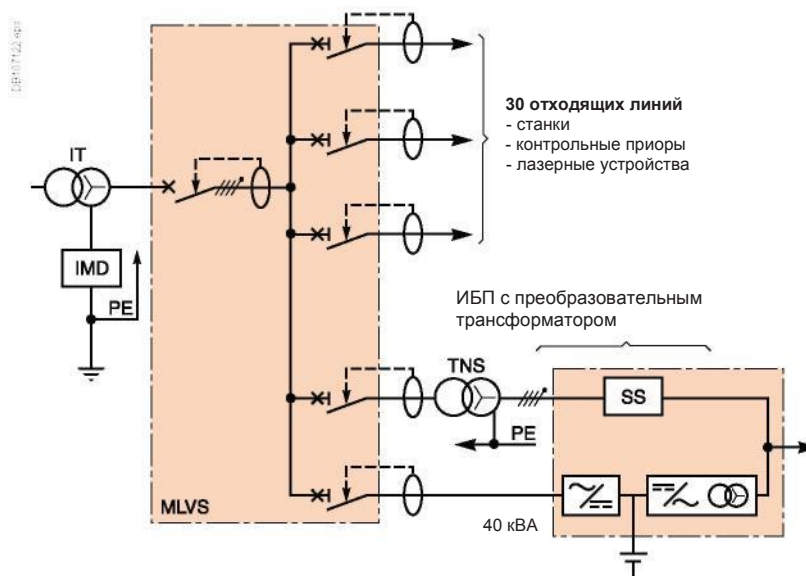 DB107122.eps
IT
IMD
PE
MLVS
30 отходящих линий
- станки
- контрольные приоры
- лазерные устройства
ИБП с преобразовательным
трансформатором
TNS
PE
SS
40 кВА